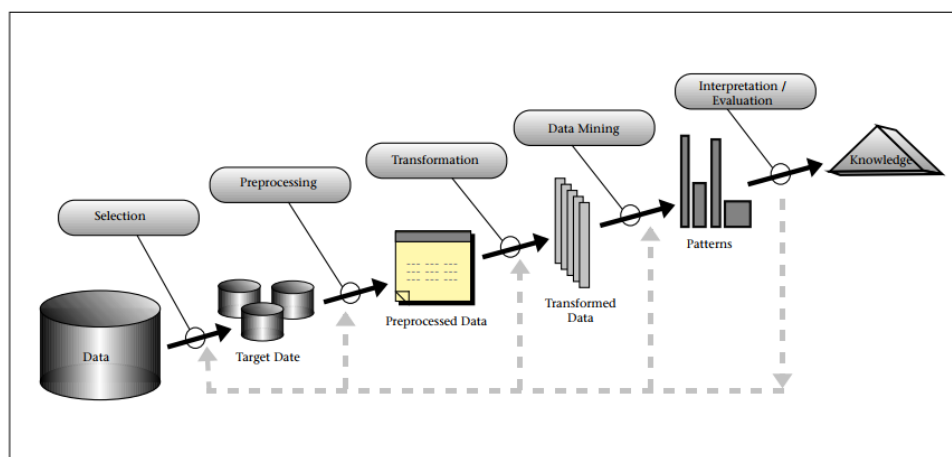 Interpretation /
Evaluation
Data Mining
Transformation
Preprocessing
Selection
Knowledge
Patterns
Transformed
Data
Preprocessed Data
Target Date
Data